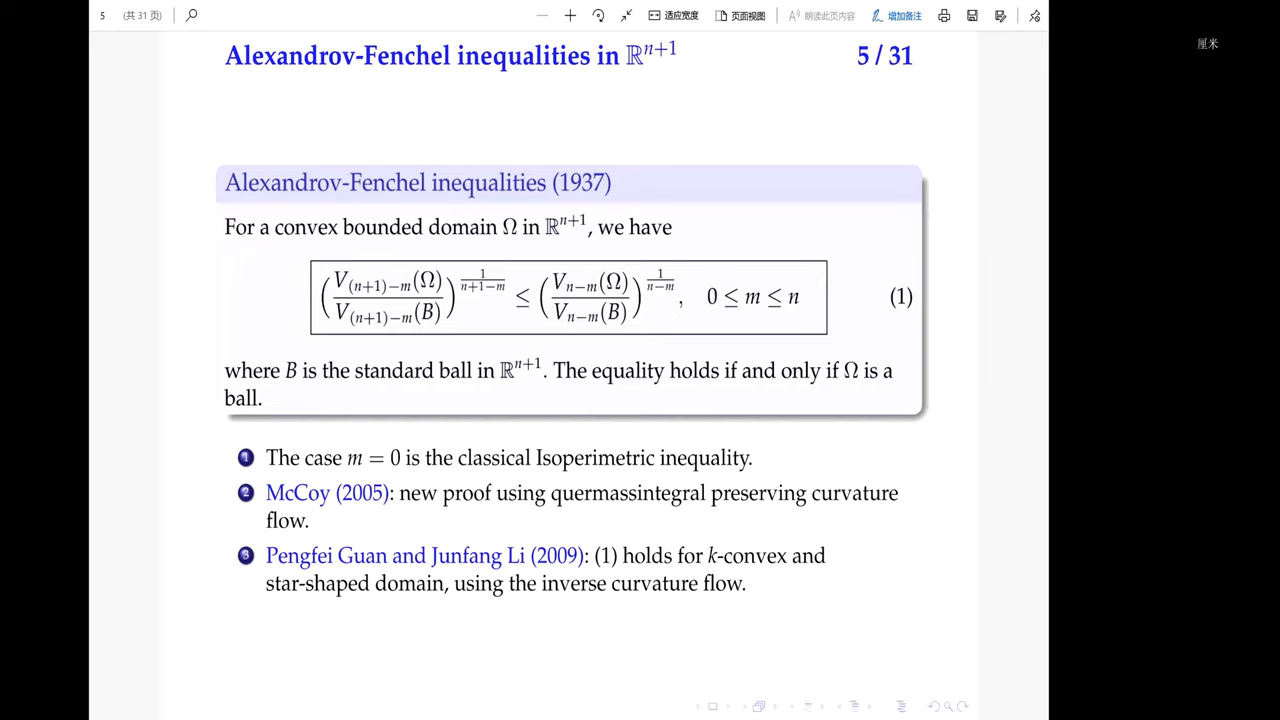 5 (共 31 页) 适应宽度 页面视图 朗读此页内容 增加备注
厘米
Alexandrov-Fenchel inequalities in ℝⁿ⁺¹ 5 / 31
Alexandrov-Fenchel inequalities (1937)
For a convex bounded domain Ω in ℝⁿ⁺¹, we have
(V_{(n+1)−m}(Ω) / V_{(n+1)−m}(B))^{1/(n+1−m)} ≤ (V_{n−m}(Ω) / V_{n−m}(B))^{1/(n−m)}, 0 ≤ m ≤ n (1)
where B is the standard ball in ℝⁿ⁺¹. The equality holds if and only if Ω is a
ball.
1 The case m = 0 is the classical Isoperimetric inequality.
2 McCoy (2005): new proof using quermassintegral preserving curvature
flow.
3 Pengfei Guan and Junfang Li (2009): (1) holds for k-convex and
star-shaped domain, using the inverse curvature flow.